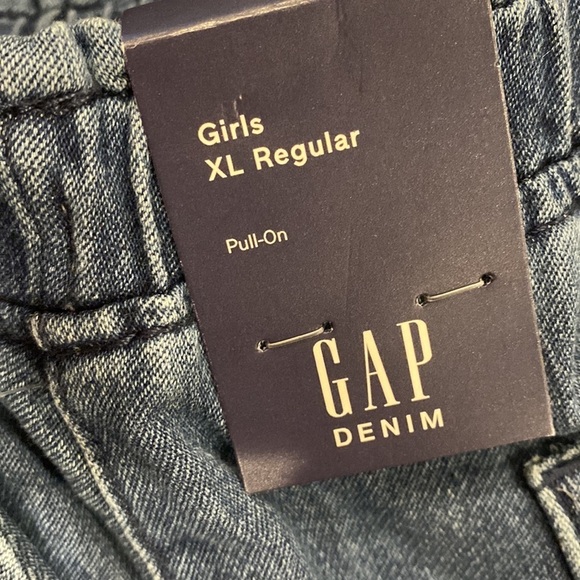 Girls
XL Regular
Pull-On
GAP
DENIM